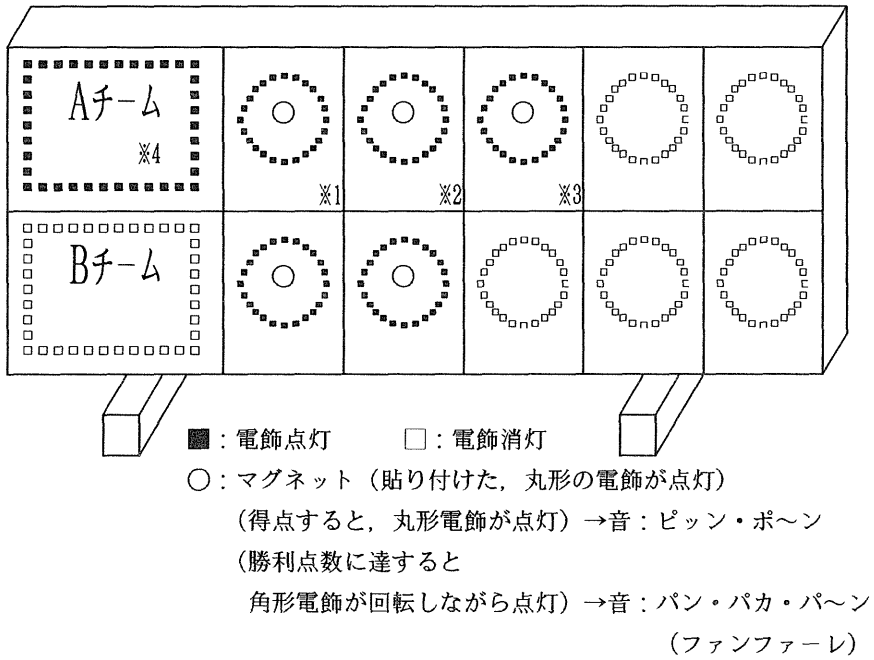 Aチーム
※4
※1
※2
※3
Bチーム
■：電飾点灯　□：電飾消灯
○：マグネット（貼り付けた，丸形の電飾が点灯）
（得点すると，丸形電飾が点灯）→音：ピッン・ポ〜ン
（勝利点数に達すると
角形電飾が回転しながら点灯）→音：パン・パカ・パ〜ン
（ファンファーレ）